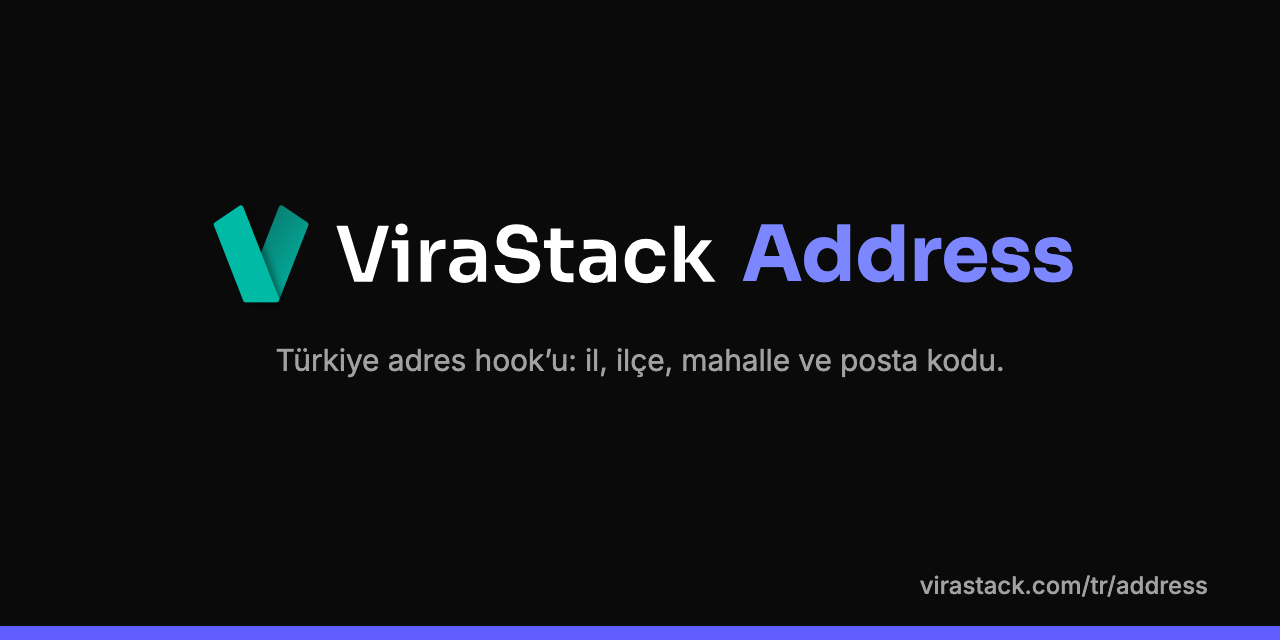 ViraStack Address
Türkiye adres hook’u: il, ilçe, mahalle ve posta kodu.
virastack.com/tr/address